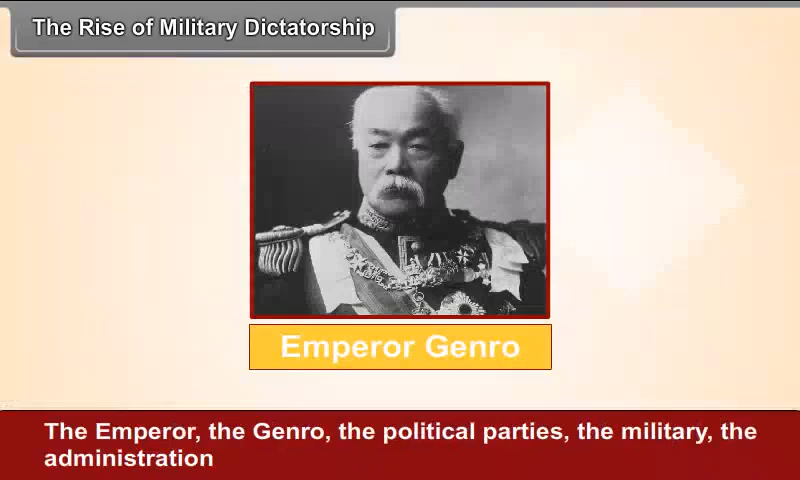 The Rise of Military Dictatorship
Emperor Genro
The Emperor, the Genro, the political parties, the military, the
administration